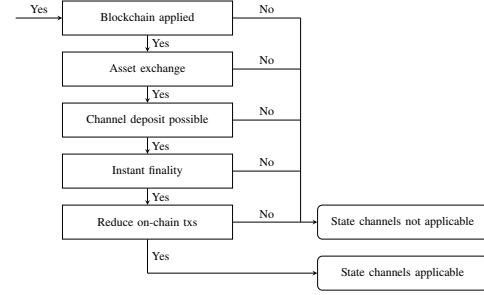 Yes
Blockchain applied
No
Yes
Asset exchange
No
Yes
Channel deposit possible
No
Yes
Instant finality
No
Yes
Reduce on-chain txs
No
State channels not applicable
Yes
State channels applicable